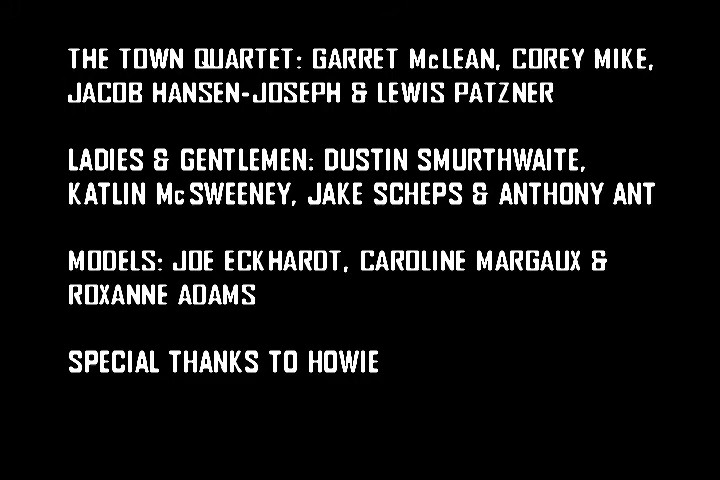 THE TOWN QUARTET: GARRET McLEAN, COREY MIKE,
JACOB HANSEN-JOSEPH & LEWIS PATZNER
LADIES & GENTLEMEN: DUSTIN SMURTHWAITE,
KATLIN McSWEENEY, JAKE SCHEPS & ANTHONY ANT
MODELS: JOE ECKHARDT, CAROLINE MARGAUX &
ROXANNE ADAMS
SPECIAL THANKS TO HOWIE